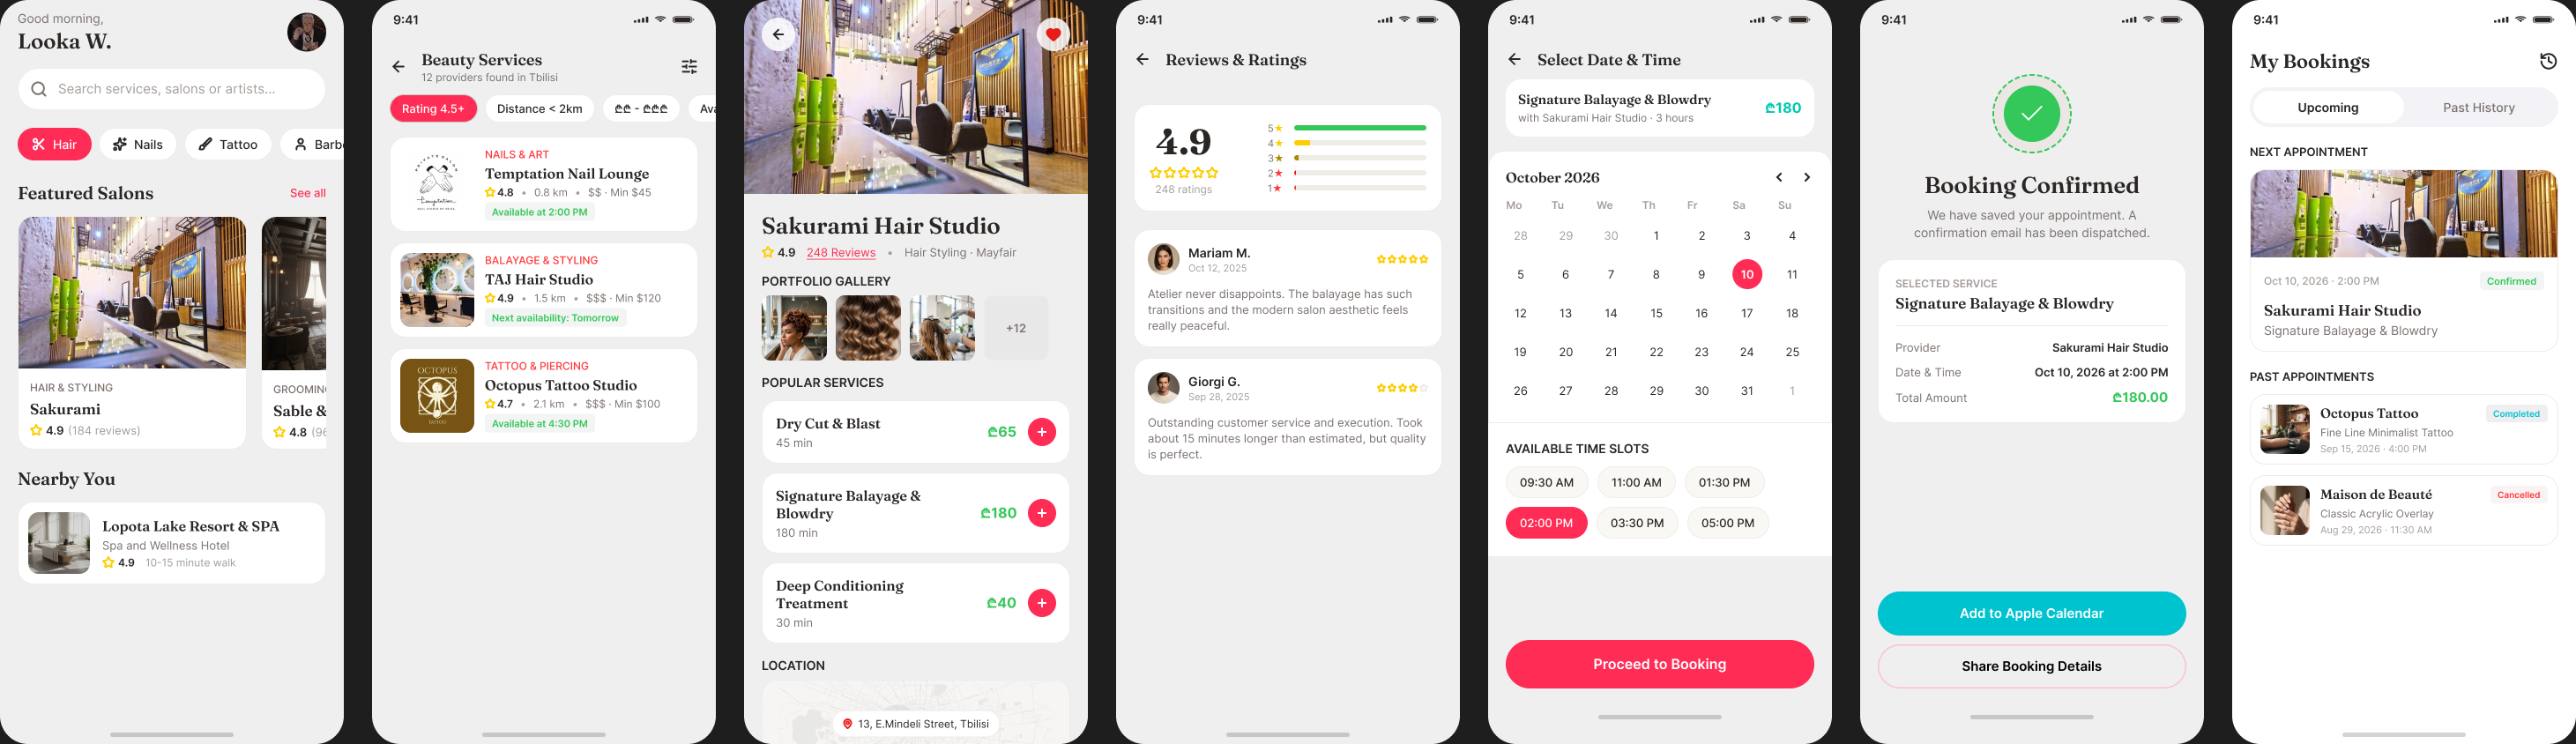 Good morning,
Looka W.
Search services, salons or artists...
Hair
Nails
Tattoo
Barb
Featured Salons
See all
HAIR & STYLING
Sakurami
4.9 (184 reviews)
GROOMIN
Sable &
4.8 (96
Nearby You
Lopota Lake Resort & SPA
Spa and Wellness Hotel
4.9 10-15 minute walk
9:41
Beauty Services
12 providers found in Tbilisi
Rating 4.5+
Distance < 2km
₾₾ - ₾₾₾
Ava
NAILS & ART
Temptation Nail Lounge
4.8 • 0.8 km • $$ · Min $45
Available at 2:00 PM
BALAYAGE & STYLING
TAJ Hair Studio
4.9 • 1.5 km • $$$ · Min $120
Next availability: Tomorrow
OCTOPUS
TATTOO
TATTOO & PIERCING
Octopus Tattoo Studio
4.7 • 2.1 km • $$$ · Min $100
Available at 4:30 PM
Sakurami Hair Studio
4.9 248 Reviews • Hair Styling · Mayfair
PORTFOLIO GALLERY
+12
POPULAR SERVICES
Dry Cut & Blast
45 min
₾65
Signature Balayage &
Blowdry
180 min
₾180
Deep Conditioning
Treatment
30 min
₾40
LOCATION
13, E.Mindeli Street, Tbilisi
9:41
Reviews & Ratings
4.9
248 ratings
5★
4★
3★
2★
1★
Mariam M.
Oct 12, 2025
Atelier never disappoints. The balayage has such
transitions and the modern salon aesthetic feels
really peaceful.
Giorgi G.
Sep 28, 2025
Outstanding customer service and execution. Took
about 15 minutes longer than estimated, but quality
is perfect.
9:41
Select Date & Time
Signature Balayage & Blowdry
with Sakurami Hair Studio · 3 hours
₾180
October 2026
Mo Tu We Th Fr Sa Su
28 29 30 1 2 3 4
5 6 7 8 9 10 11
12 13 14 15 16 17 18
19 20 21 22 23 24 25
26 27 28 29 30 31 1
AVAILABLE TIME SLOTS
09:30 AM 11:00 AM 01:30 PM
02:00 PM 03:30 PM 05:00 PM
Proceed to Booking
9:41
Booking Confirmed
We have saved your appointment. A
confirmation email has been dispatched.
SELECTED SERVICE
Signature Balayage & Blowdry
Provider Sakurami Hair Studio
Date & Time Oct 10, 2026 at 2:00 PM
Total Amount ₾180.00
Add to Apple Calendar
Share Booking Details
9:41
My Bookings
Upcoming
Past History
NEXT APPOINTMENT
Oct 10, 2026 · 2:00 PM
Confirmed
Sakurami Hair Studio
Signature Balayage & Blowdry
PAST APPOINTMENTS
Octopus Tattoo
Completed
Fine Line Minimalist Tattoo
Sep 15, 2026 · 4:00 PM
Maison de Beauté
Cancelled
Classic Acrylic Overlay
Aug 29, 2026 · 11:30 AM